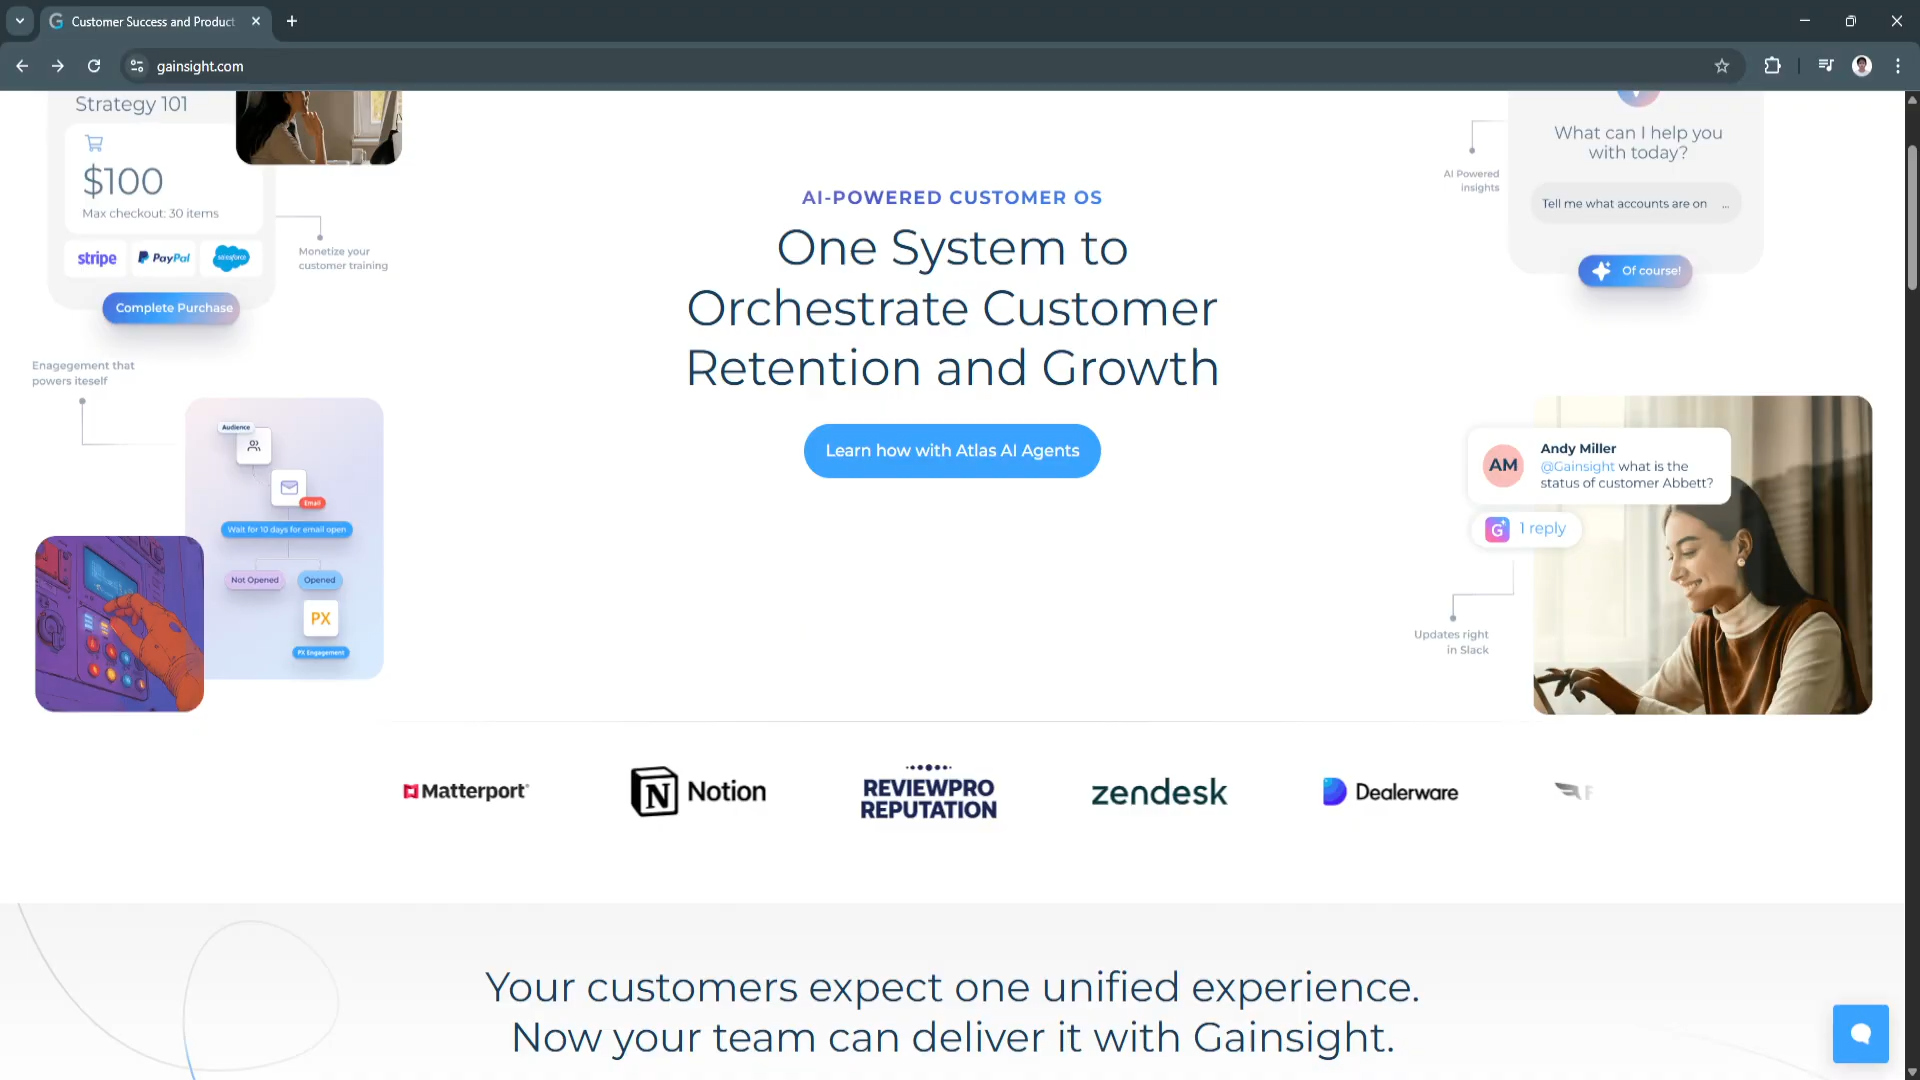 Customer Success and Product
gainsight.com
Strategy 101
$100
Max checkout: 30 items
stripe
PayPal
salesforce
Complete Purchase
Monetize your
customer training
Enagegement that
powers iteself
Audience
Email
Wait for 10 days for email open
Not Opened
Opened
PX
PX Engagement
AI-POWERED CUSTOMER OS
One System to
Orchestrate Customer
Retention and Growth
Learn how with Atlas AI Agents
What can I help you
with today?
AI Powered
insights
Tell me what accounts are on ...
Of course!
AM
Andy Miller
@Gainsight what is the
status of customer Abbett?
G
1 reply
Updates right
in Slack
Matterport
Notion
REVIEWPRO
REPUTATION
zendesk
Dealerware
Your customers expect one unified experience.
Now your team can deliver it with Gainsight.